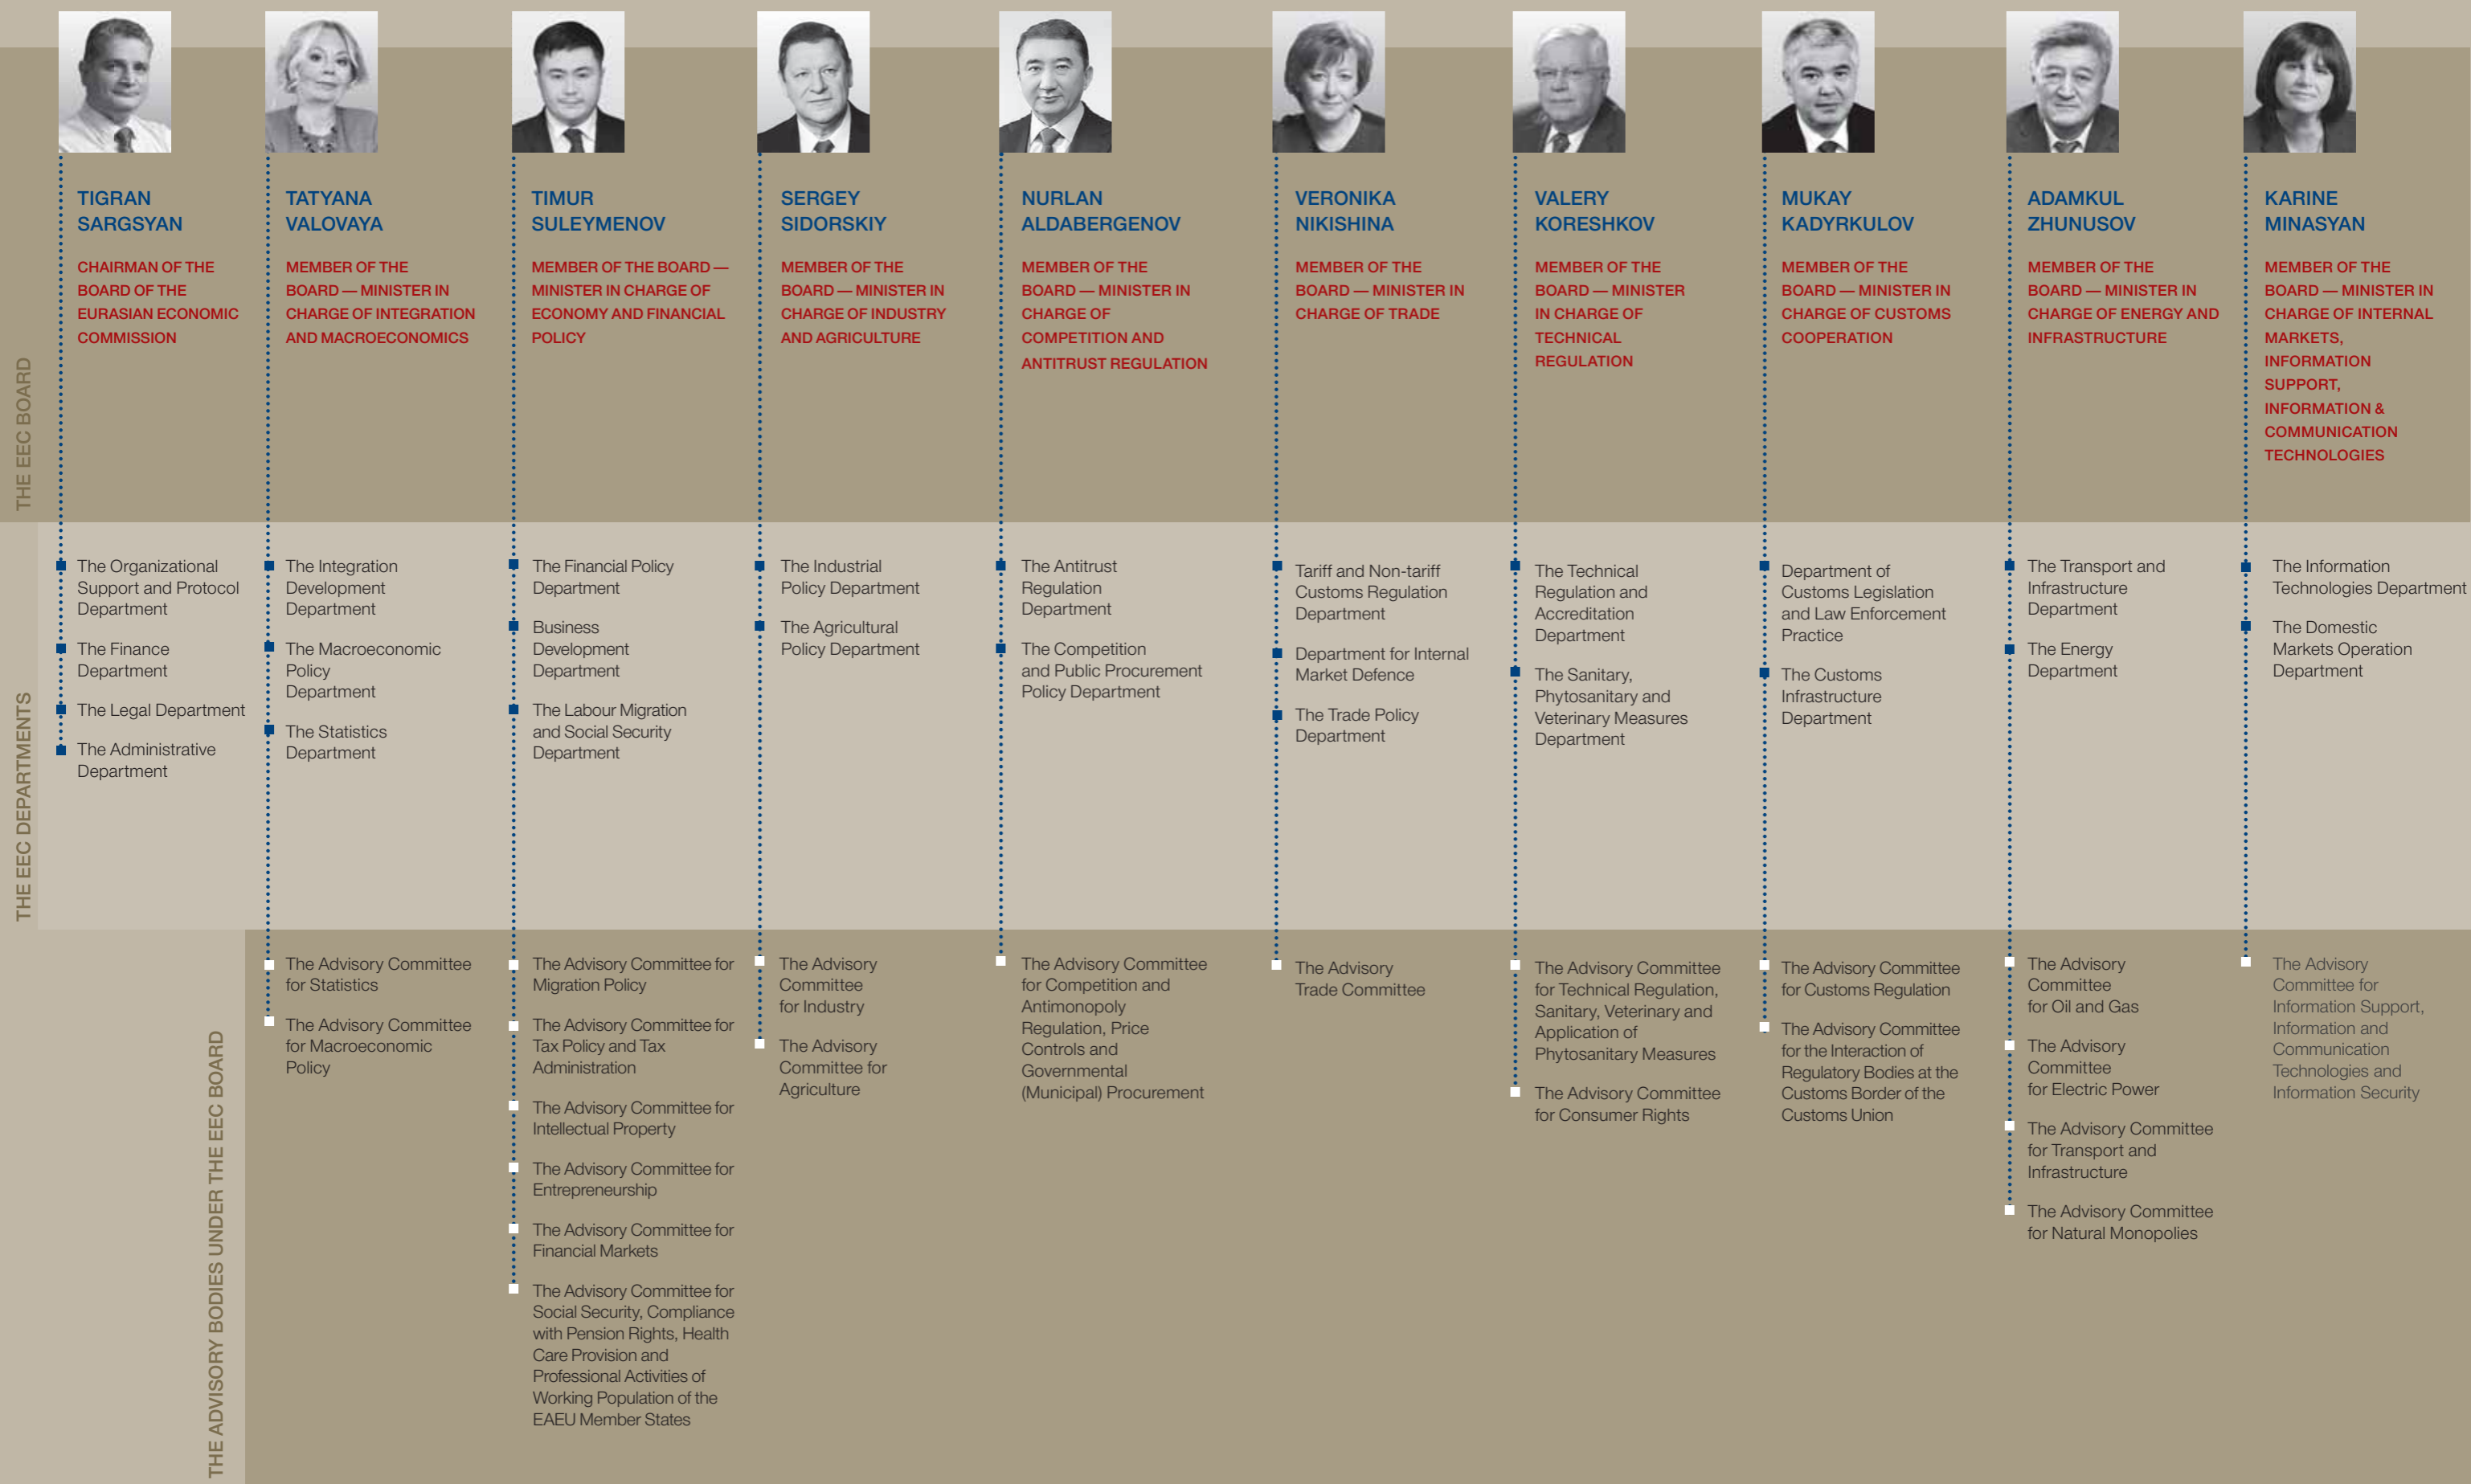 THE EEC BOARD
TIGRAN
SARGSYAN
CHAIRMAN OF THE
BOARD OF THE
EURASIAN ECONOMIC
COMMISSION
TATYANA
VALOVAYA
MEMBER OF THE
BOARD — MINISTER IN
CHARGE OF INTEGRATION
AND MACROECONOMICS
TIMUR
SULEYMENOV
MEMBER OF THE BOARD —
MINISTER IN CHARGE OF
ECONOMY AND FINANCIAL
POLICY
SERGEY
SIDORSKIY
MEMBER OF THE
BOARD — MINISTER IN
CHARGE OF INDUSTRY
AND AGRICULTURE
NURLAN
ALDABERGENOV
MEMBER OF THE
BOARD — MINISTER IN
CHARGE OF
COMPETITION AND
ANTITRUST REGULATION
VERONIKA
NIKISHINA
MEMBER OF THE
BOARD — MINISTER IN
CHARGE OF TRADE
VALERY
KORESHKOV
MEMBER OF THE
BOARD — MINISTER
IN CHARGE OF
TECHNICAL
REGULATION
MUKAY
KADYRKULOV
MEMBER OF THE
BOARD — MINISTER IN
CHARGE OF CUSTOMS
COOPERATION
ADAMKUL
ZHUNUSOV
MEMBER OF THE
BOARD — MINISTER IN
CHARGE OF ENERGY AND
INFRASTRUCTURE
KARINE
MINASYAN
MEMBER OF THE
BOARD — MINISTER IN
CHARGE OF INTERNAL
MARKETS,
INFORMATION
SUPPORT,
INFORMATION &
COMMUNICATION
TECHNOLOGIES
THE EEC DEPARTMENTS
The Organizational
Support and Protocol
Department
The Finance
Department
The Legal Department
The Administrative
Department
The Integration
Development
Department
The Macroeconomic
Policy
Department
The Statistics
Department
The Financial Policy
Department
Business
Development
Department
The Labour Migration
and Social Security
Department
The Industrial
Policy Department
The Agricultural
Policy Department
The Antitrust
Regulation
Department
The Competition
and Public Procurement
Policy Department
Tariff and Non-tariff
Customs Regulation
Department
Department for Internal
Market Defence
The Trade Policy
Department
The Technical
Regulation and
Accreditation
Department
The Sanitary,
Phytosanitary and
Veterinary Measures
Department
Department of
Customs Legislation
and Law Enforcement
Practice
The Customs
Infrastructure
Department
The Transport and
Infrastructure
Department
The Energy
Department
The Information
Technologies Department
The Domestic
Markets Operation
Department
THE ADVISORY BODIES UNDER THE EEC BOARD
The Advisory Committee
for Statistics
The Advisory Committee
for Macroeconomic
Policy
The Advisory Committee for
Migration Policy
The Advisory Committee for
Tax Policy and Tax
Administration
The Advisory Committee for
Intellectual Property
The Advisory Committee for
Entrepreneurship
The Advisory Committee for
Financial Markets
The Advisory Committee for
Social Security, Compliance
with Pension Rights, Health
Care Provision and
Professional Activities of
Working Population of the
EAEU Member States
The Advisory
Committee
for Industry
The Advisory
Committee for
Agriculture
The Advisory Committee
for Competition and
Antimonopoly
Regulation, Price
Controls and
Governmental
(Municipal) Procurement
The Advisory
Trade Committee
The Advisory Committee
for Technical Regulation,
Sanitary, Veterinary and
Application of
Phytosanitary Measures
The Advisory Committee
for Consumer Rights
The Advisory Committee
for Customs Regulation
The Advisory Committee
for the Interaction of
Regulatory Bodies at the
Customs Border of the
Customs Union
The Advisory
Committee
for Oil and Gas
The Advisory
Committee
for Electric Power
The Advisory Committee
for Transport and
Infrastructure
The Advisory Committee
for Natural Monopolies
The Advisory
Committee for
Information Support,
Information and
Communication
Technologies and
Information Security